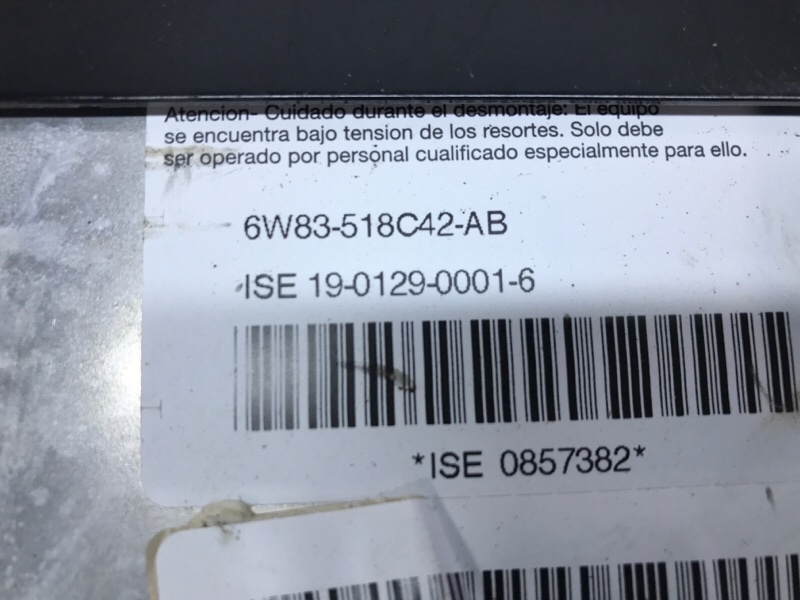 Atencion- Cuidado durante el desmontaje: El equipo
se encuentra bajo tension de los resortes. Solo debe
ser operado por personal cualificado especialmente para ello.
6W83-518C42-AB
ISE 19-0129-0001-6
*ISE 0857382*